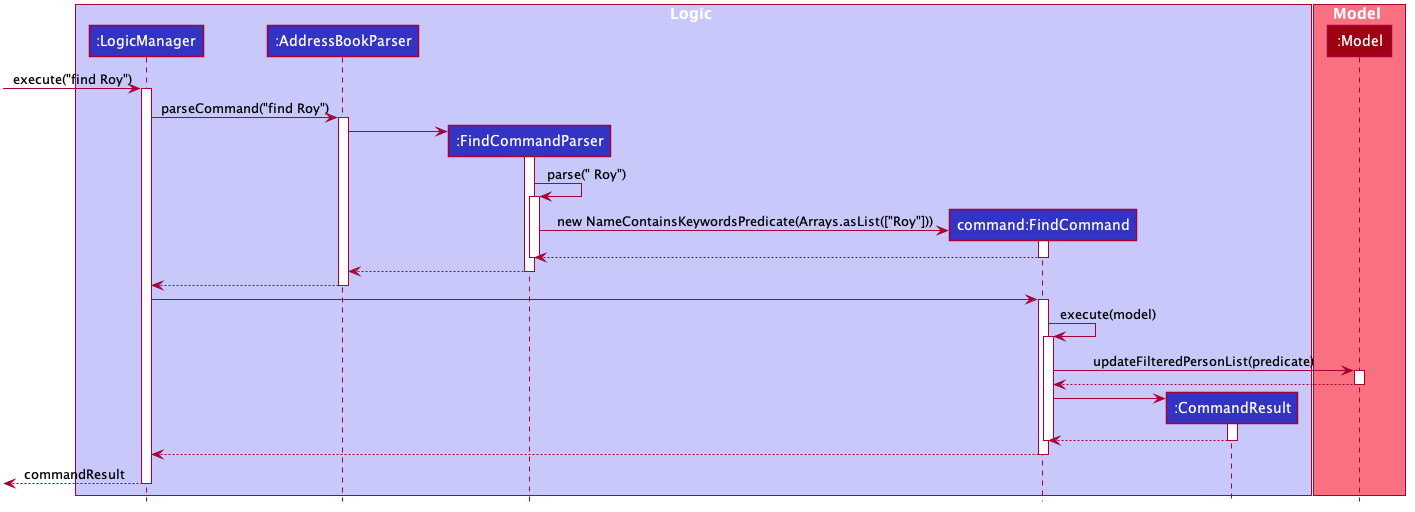 Logic
Model
:LogicManager
:AddressBookParser
:Model
execute("find Roy")
parseCommand("find Roy")
:FindCommandParser
parse(" Roy")
new NameContainsKeywordsPredicate(Arrays.asList(["Roy"]))
command:FindCommand
execute(model)
updateFilteredPersonList(predicate)
:CommandResult
commandResult